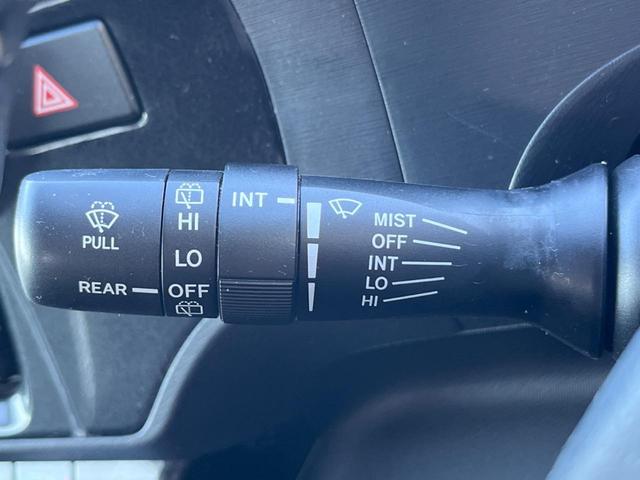 PULL
REAR
HI
LO
OFF
INT
MIST
OFF
INT
LO
HI